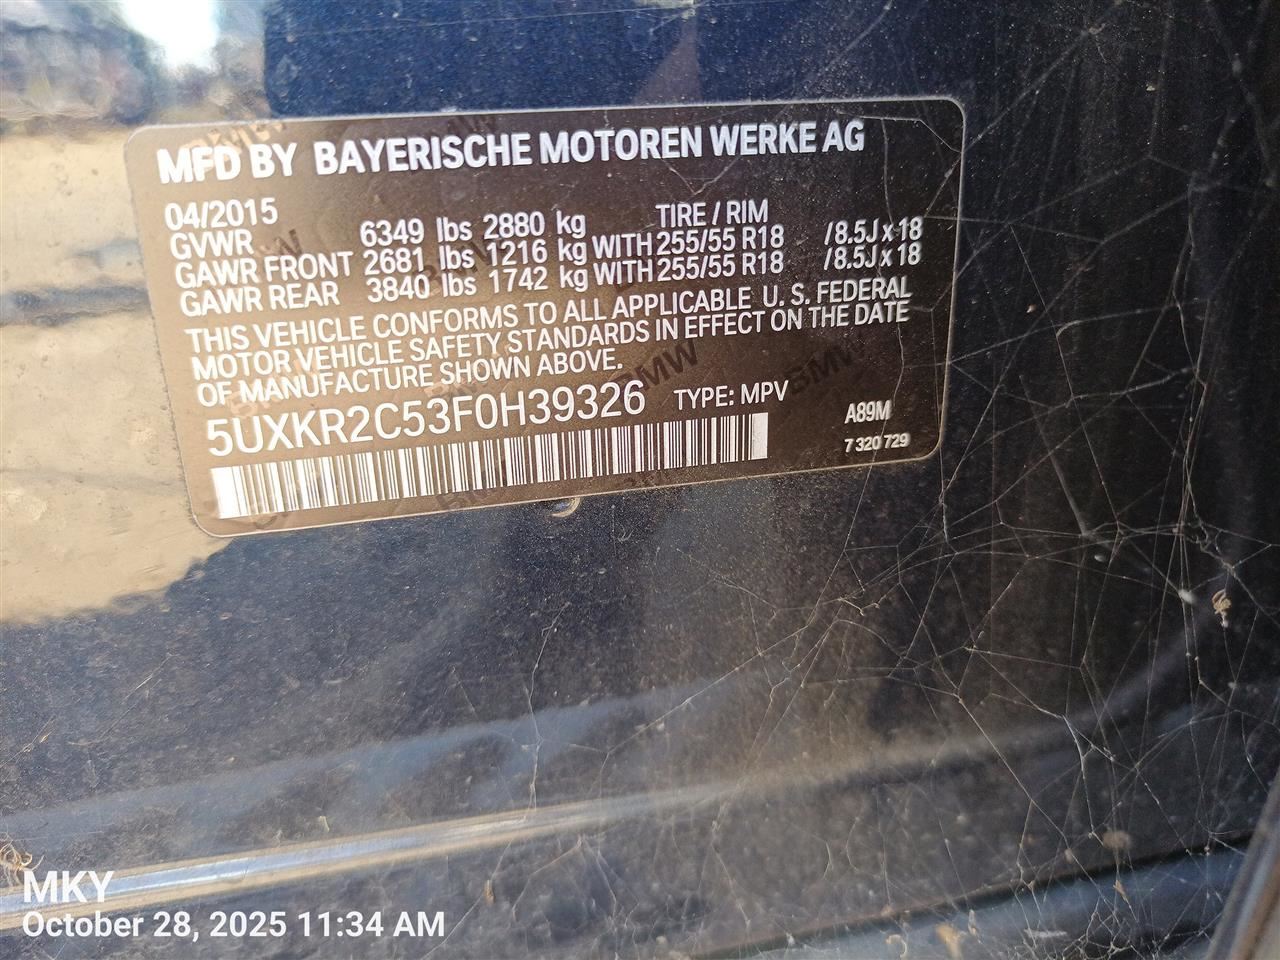 MFD BY BAYERISCHE MOTOREN WERKE AG
04/2015 TIRE / RIM
GVWR 6349 lbs 2880 kg
GAWR FRONT 2681 lbs 1216 kg WITH 255/55 R18 / 8.5J x 18
GAWR REAR 3840 lbs 1742 kg WITH 255/55 R18 / 8.5J x 18
THIS VEHICLE CONFORMS TO ALL APPLICABLE U. S. FEDERAL
MOTOR VEHICLE SAFETY STANDARDS IN EFFECT ON THE DATE
OF MANUFACTURE SHOWN ABOVE.
5UXKR2C53F0H39326 TYPE: MPV
A89M
7 320 729
MKY
October 28, 2025 11:34 AM